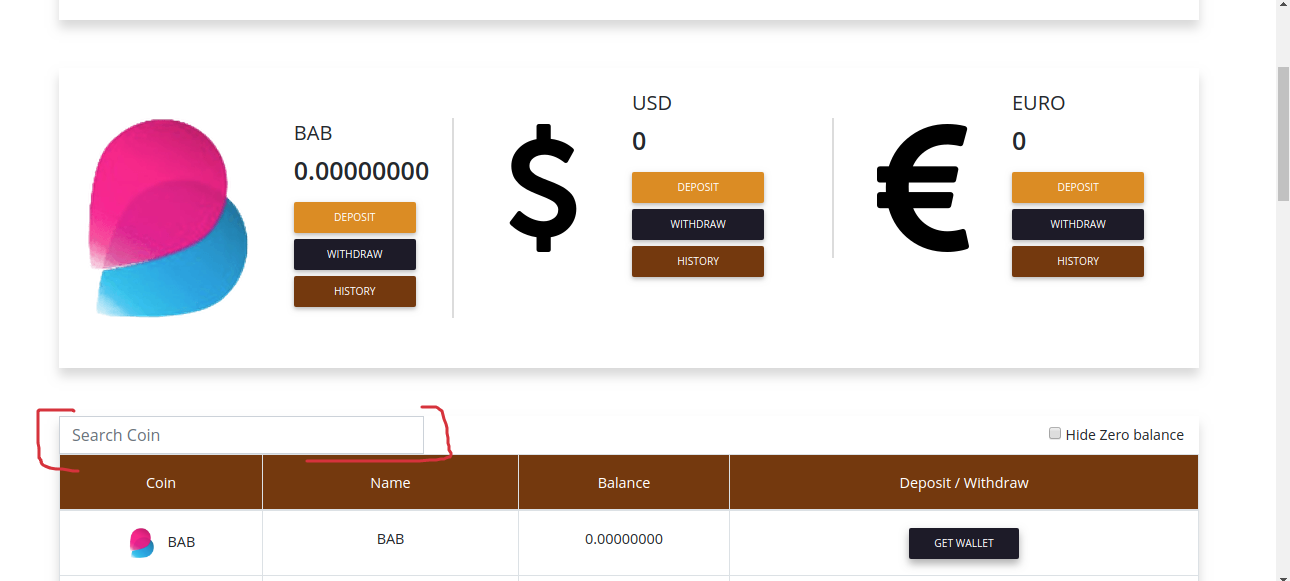 BAB
0.00000000
DEPOSIT
WITHDRAW
HISTORY
$
USD
0
DEPOSIT
WITHDRAW
HISTORY
€
EURO
0
DEPOSIT
WITHDRAW
HISTORY
Search Coin
Hide Zero balance
Coin Name Balance Deposit / Withdraw
BAB BAB 0.00000000 GET WALLET